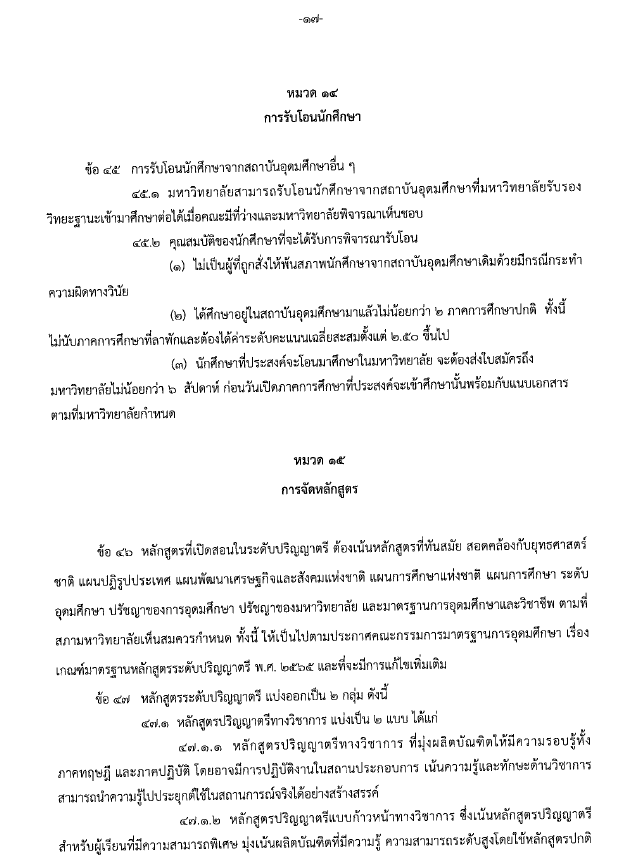 -๑๗-
หมวด ๑๔
การรับโอนนักศึกษา
ข้อ ๔๕ การรับโอนนักศึกษาจากสถาบันอุดมศึกษาอื่น ๆ
๔๕.๑ มหาวิทยาลัยสามารถรับโอนนักศึกษาจากสถาบันอุดมศึกษาที่มหาวิทยาลัยรับรอง
วิทยะฐานะเข้ามาศึกษาต่อได้เมื่อคณะมีที่ว่างและมหาวิทยาลัยพิจารณาเห็นชอบ
๔๕.๒ คุณสมบัติของนักศึกษาที่จะได้รับการพิจารณารับโอน
(๑) ไม่เป็นผู้ที่ถูกสั่งให้พ้นสภาพนักศึกษาจากสถาบันอุดมศึกษาเดิมด้วยมีกรณีกระทำ
ความผิดทางวินัย
(๒) ได้ศึกษาอยู่ในสถาบันอุดมศึกษามาแล้วไม่น้อยกว่า ๒ ภาคการศึกษาปกติ ทั้งนี้
ไม่นับภาคการศึกษาที่ลาพักและต้องได้ค่าระดับคะแนนเฉลี่ยสะสมตั้งแต่ ๒.๕๐ ขึ้นไป
(๓) นักศึกษาที่ประสงค์จะโอนมาศึกษาในมหาวิทยาลัย จะต้องส่งใบสมัครถึง
มหาวิทยาลัยไม่น้อยกว่า ๖ สัปดาห์ ก่อนวันเปิดภาคการศึกษาที่ประสงค์จะเข้าศึกษานั้นพร้อมกับแนบเอกสาร
ตามที่มหาวิทยาลัยกำหนด
หมวด ๑๕
การจัดหลักสูตร
ข้อ ๔๖ หลักสูตรที่เปิดสอนในระดับปริญญาตรี ต้องเน้นหลักสูตรที่ทันสมัย สอดคล้องกับยุทธศาสตร์
ชาติ แผนปฏิรูปประเทศ แผนพัฒนาเศรษฐกิจและสังคมแห่งชาติ แผนการศึกษาแห่งชาติ แผนการศึกษา ระดับ
อุดมศึกษา ปรัชญาของการอุดมศึกษา ปรัชญาของมหาวิทยาลัย และมาตรฐานการอุดมศึกษาและวิชาชีพ ตามที่
สภามหาวิทยาลัยเห็นสมควรกำหนด ทั้งนี้ ให้เป็นไปตามประกาศคณะกรรมการมาตรฐานการอุดมศึกษา เรื่อง
เกณฑ์มาตรฐานหลักสูตรระดับปริญญาตรี พ.ศ. ๒๕๖๕ และที่จะมีการแก้ไขเพิ่มเติม
ข้อ ๔๗ หลักสูตรระดับปริญญาตรี แบ่งออกเป็น ๒ กลุ่ม ดังนี้
๔๗.๑ หลักสูตรปริญญาตรีทางวิชาการ แบ่งเป็น ๒ แบบ ได้แก่
๔๗.๑.๑ หลักสูตรปริญญาตรีทางวิชาการ ที่มุ่งผลิตบัณฑิตให้มีความรอบรู้ทั้ง
ภาคทฤษฎี และภาคปฏิบัติ โดยอาจมีการปฏิบัติงานในสถานประกอบการ เน้นความรู้และทักษะด้านวิชาการ
สามารถนำความรู้ไปประยุกต์ใช้ในสถานการณ์จริงได้อย่างสร้างสรรค์
๔๗.๑.๒ หลักสูตรปริญญาตรีแบบก้าวหน้าทางวิชาการ ซึ่งเน้นหลักสูตรปริญญาตรี
สำหรับผู้เรียนที่มีความสามารถพิเศษ มุ่งเน้นผลิตบัณฑิตที่มีความรู้ ความสามารถระดับสูงโดยใช้หลักสูตรปกติ